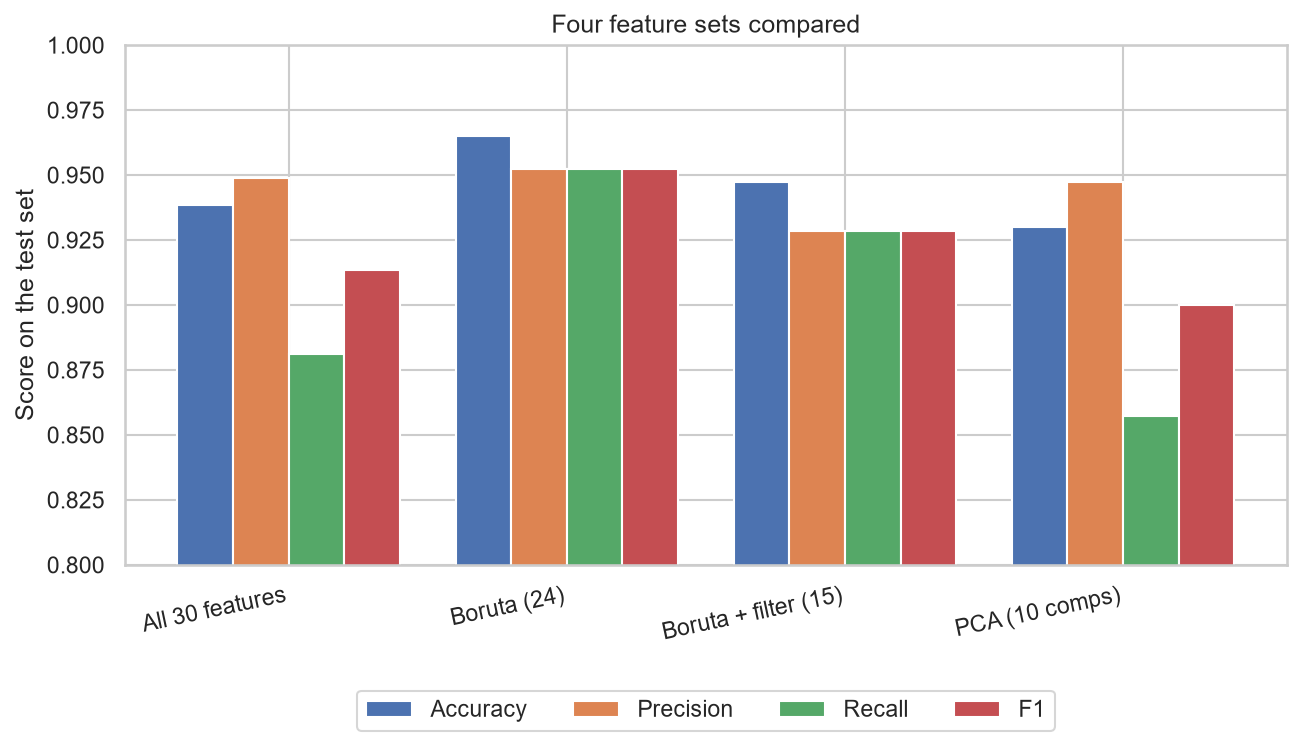 Four feature sets compared
Score on the test set
1.000
0.975
0.950
0.925
0.900
0.875
0.850
0.825
0.800
All 30 features
Boruta (24)
Boruta + filter (15)
PCA (10 comps)
Accuracy
Precision
Recall
F1